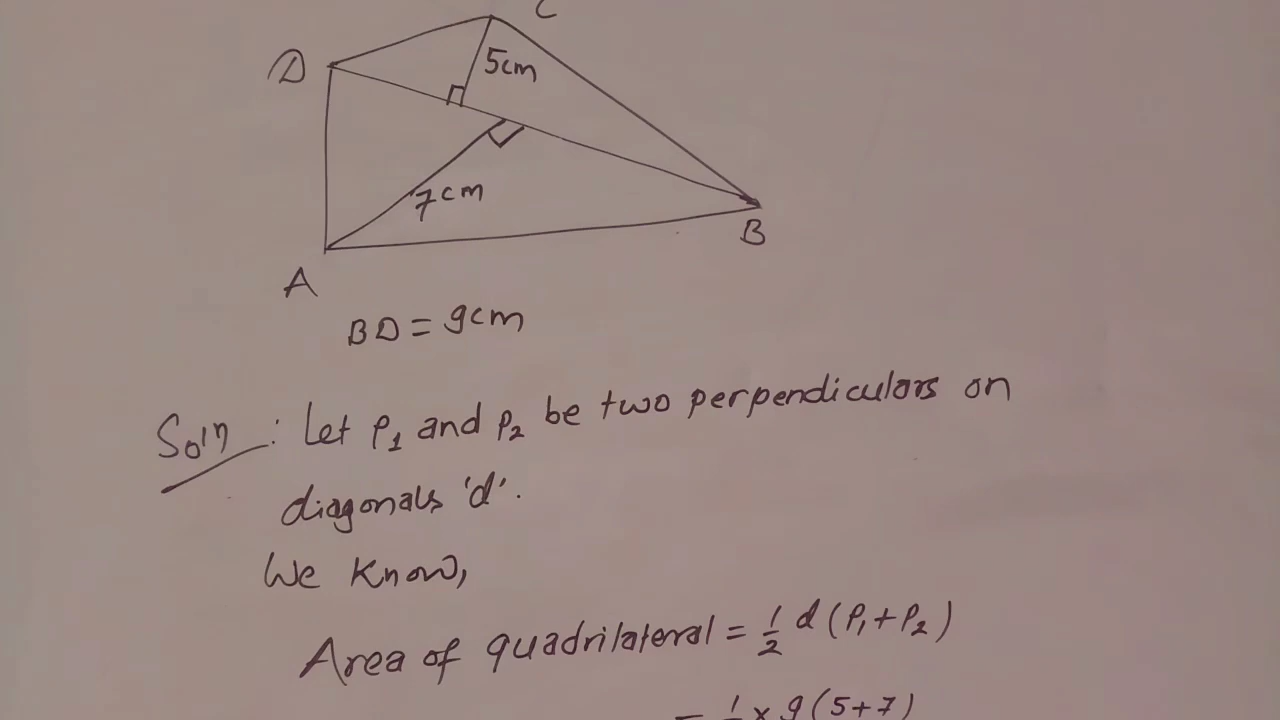 C
D
5cm
7cm
B
A
BD = 9cm
Soln : Let P1 and P2 be two perpendiculars on
diagonals 'd'.
We know,
Area of quadrilateral = 1/2 d (P1 + P2)
= 1/2 × 9 (5+7)